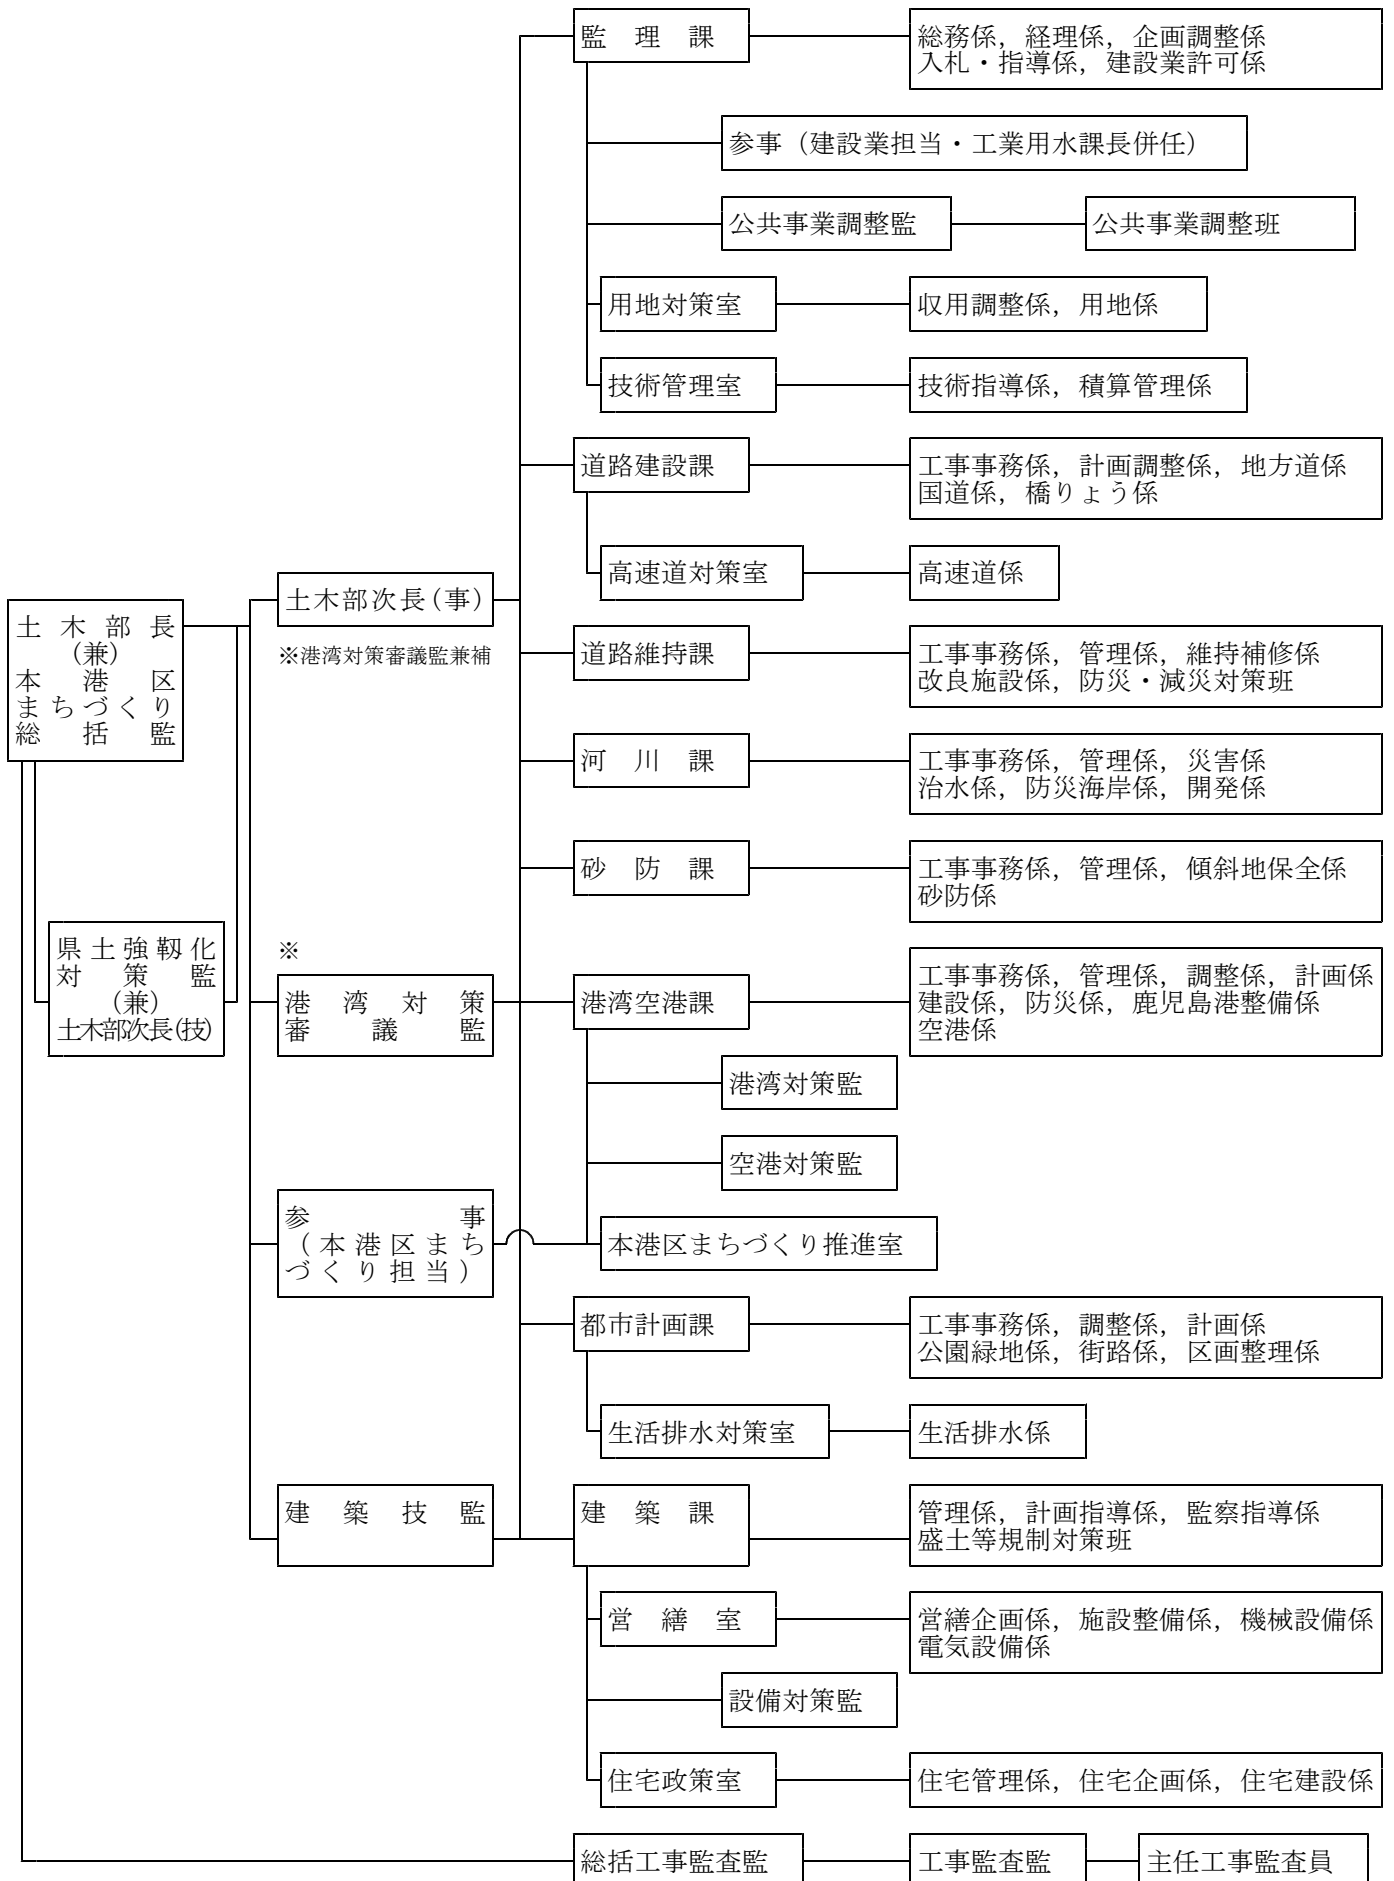 監理課
総務係，経理係，企画調整係
入札・指導係，建設業許可係
参事（建設業担当・工業用水課長併任）
公共事業調整監
公共事業調整班
用地対策室
収用調整係，用地係
技術管理室
技術指導係，積算管理係
道路建設課
工事事務係，計画調整係，地方道係
国道係，橋りょう係
高速道対策室
高速道係
土木部長
(兼)
本港区
まちづくり
総括監
土木部次長(事)
※港湾対策審議監兼補
道路維持課
工事事務係，管理係，維持補修係
改良施設係，防災・減災対策班
河川課
工事事務係，管理係，災害係
治水係，防災海岸係，開発係
砂防課
工事事務係，管理係，傾斜地保全係
砂防係
県土強靱化
対策監
(兼)
土木部次長(技)
※
港湾対策
審議監
港湾空港課
工事事務係，管理係，調整係，計画係
建設係，防災係，鹿児島港整備係
空港係
港湾対策監
空港対策監
参事
（本港区まち
づくり担当）
本港区まちづくり推進室
都市計画課
工事事務係，調整係，計画係
公園緑地係，街路係，区画整理係
生活排水対策室
生活排水係
建築技監
建築課
管理係，計画指導係，監察指導係
盛土等規制対策班
営繕室
営繕企画係，施設整備係，機械設備係
電気設備係
設備対策監
住宅政策室
住宅管理係，住宅企画係，住宅建設係
総括工事監査監
工事監査監
主任工事監査員